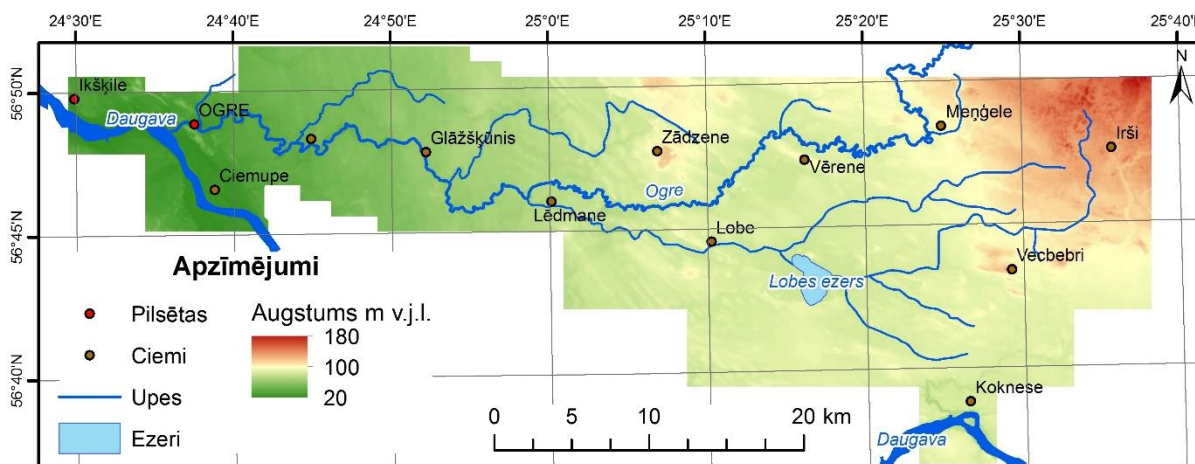 24°30'E 24°40'E 24°50'E 25°0'E 25°10'E 25°20'E 25°30'E 25°40'E
N
56°50'N
56°45'N
56°40'N
Ikšķile
Daugava
OGRE
Ciemupe
Glāžšķūnis
Zādzene
Meņģele
Irši
Vērene
Ogre
Lēdmane
Lobe
Vecbebri
Lobes ezers
Koknese
Daugava
Apzīmējumi
Pilsētas
Ciemi
Upes
Ezeri
Augstums m v.j.l.
180
100
20
0 5 10 20 km